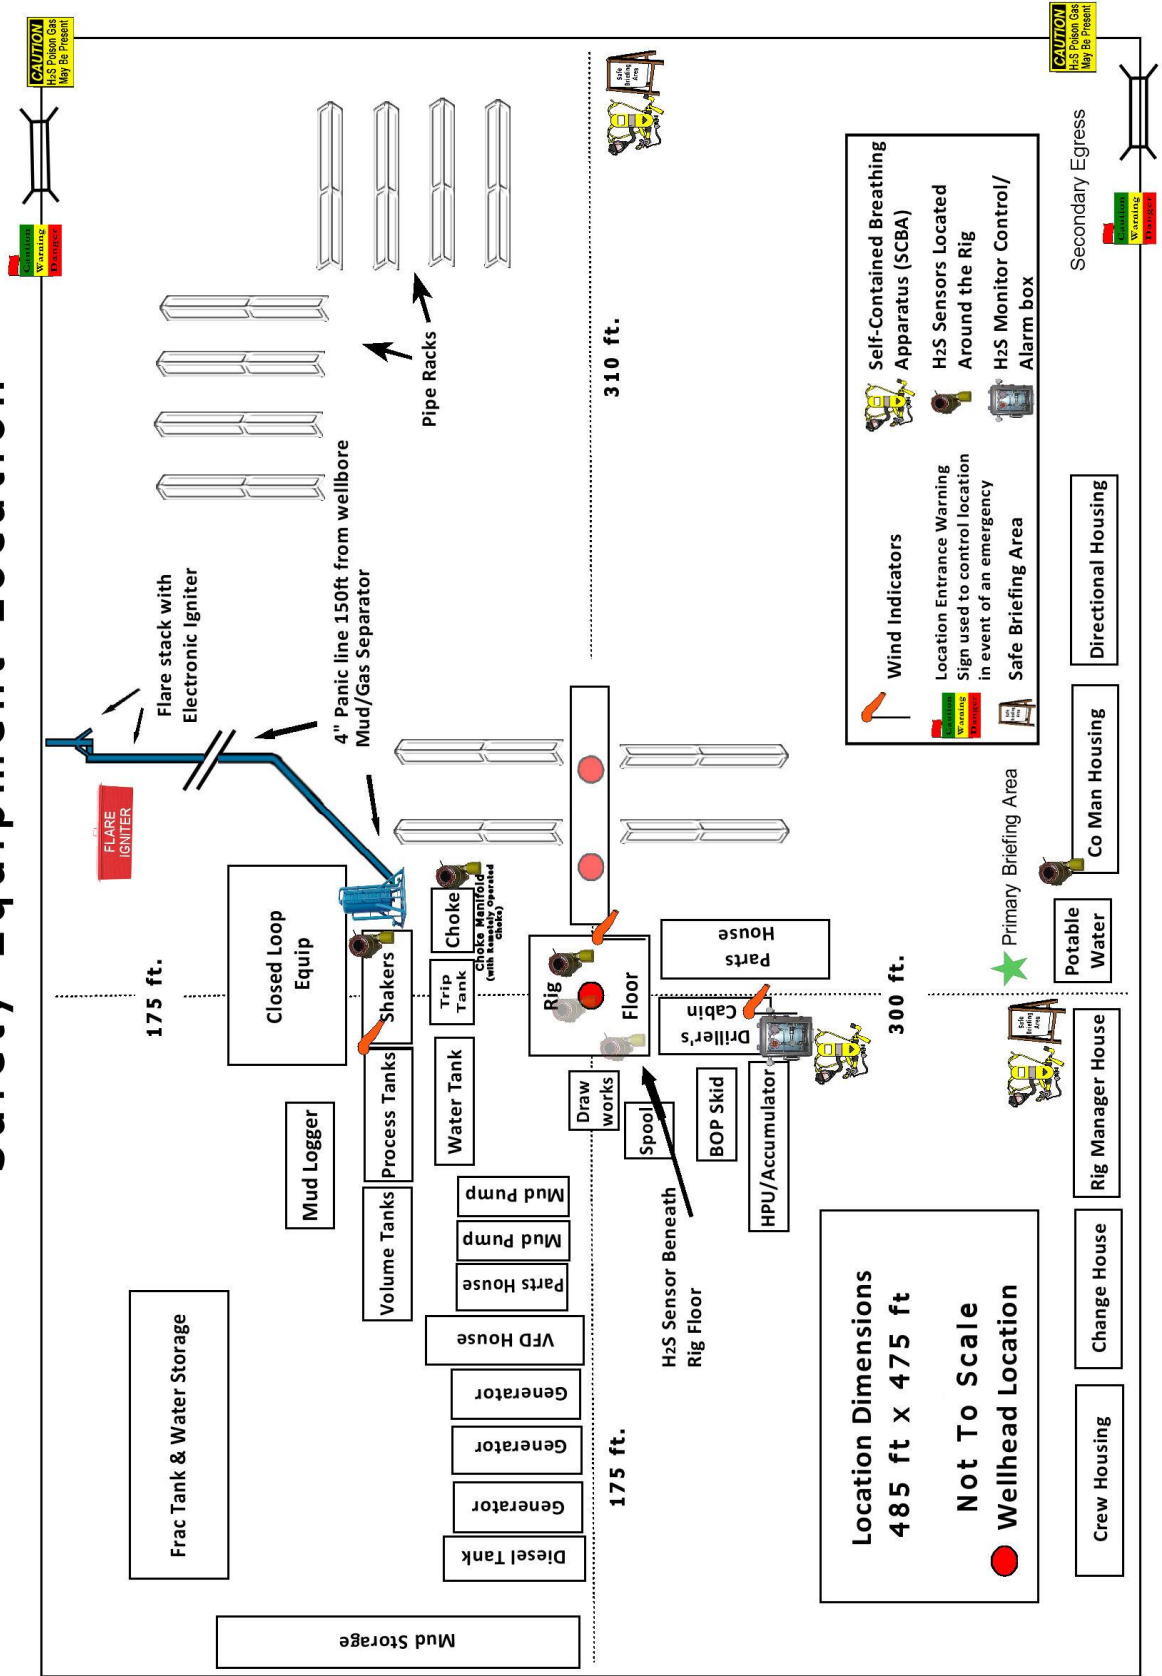 Safety Equipment Location
CAUTION
H2S Poison Gas
May Be Present
Caution
Warning
Danger
CAUTION
H2S Poison Gas
May Be Present
Caution
Warning
Danger
Secondary Egress
Flare stack with
Electronic Igniter
FLARE
IGNITER
4" Panic line 150ft from wellbore
Mud/Gas Separator
Pipe Racks
Safe
Briefing
Area
310 ft.
175 ft.
Closed Loop
Equip
Frac Tank & Water Storage
Mud Logger
Shakers
Process Tanks
Volume Tanks
Choke
Choke Manifold
(with Remotely Operated
Choke)
Trip
Tank
Water Tank
Mud Pump
Mud Pump
Parts House
VFD House
Generator
Generator
Generator
Diesel Tank
Mud Storage
Rig
Floor
Draw
works
Spool
BOP Skid
HPU/Accumulator
Driller's
Cabin
Parts
House
H2S Sensor Beneath
Rig Floor
175 ft.
300 ft.
Wind Indicators
Caution
Warning
Danger
Location Entrance Warning
Sign used to control location
in event of an emergency
Safe Briefing Area
Self-Contained Breathing
Apparatus (SCBA)
H2S Sensors Located
Around the Rig
H2S Monitor Control/
Alarm box
Location Dimensions
485 ft x 475 ft
Not To Scale
Wellhead Location
Primary Briefing Area
Safe
Briefing
Area
Crew Housing
Change House
Rig Manager House
Potable
Water
Co Man Housing
Directional Housing